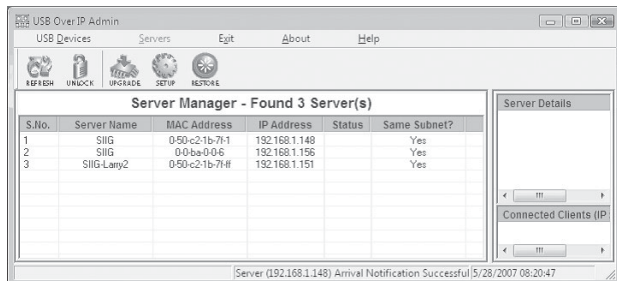 USB Over IP Admin
USB Devices Servers Exit About Help
REFRESH UNLOCK UPGRADE SETUP RESTORE
Server Manager - Found 3 Server(s)
S.No. Server Name MAC Address IP Address Status Same Subnet?
1 SIIG 0-50-c2-1b-7f-1 192.168.1.148 Yes
2 SIIG 0-0-ba-0-0-6 192.168.1.156 Yes
3 SIIG-Larry2 0-50-c2-1b-7f-ff 192.168.1.151 Yes
Server Details
Connected Clients (IP
Server (192.168.1.148) Arrival Notification Successful 5/28/2007 08:20:47